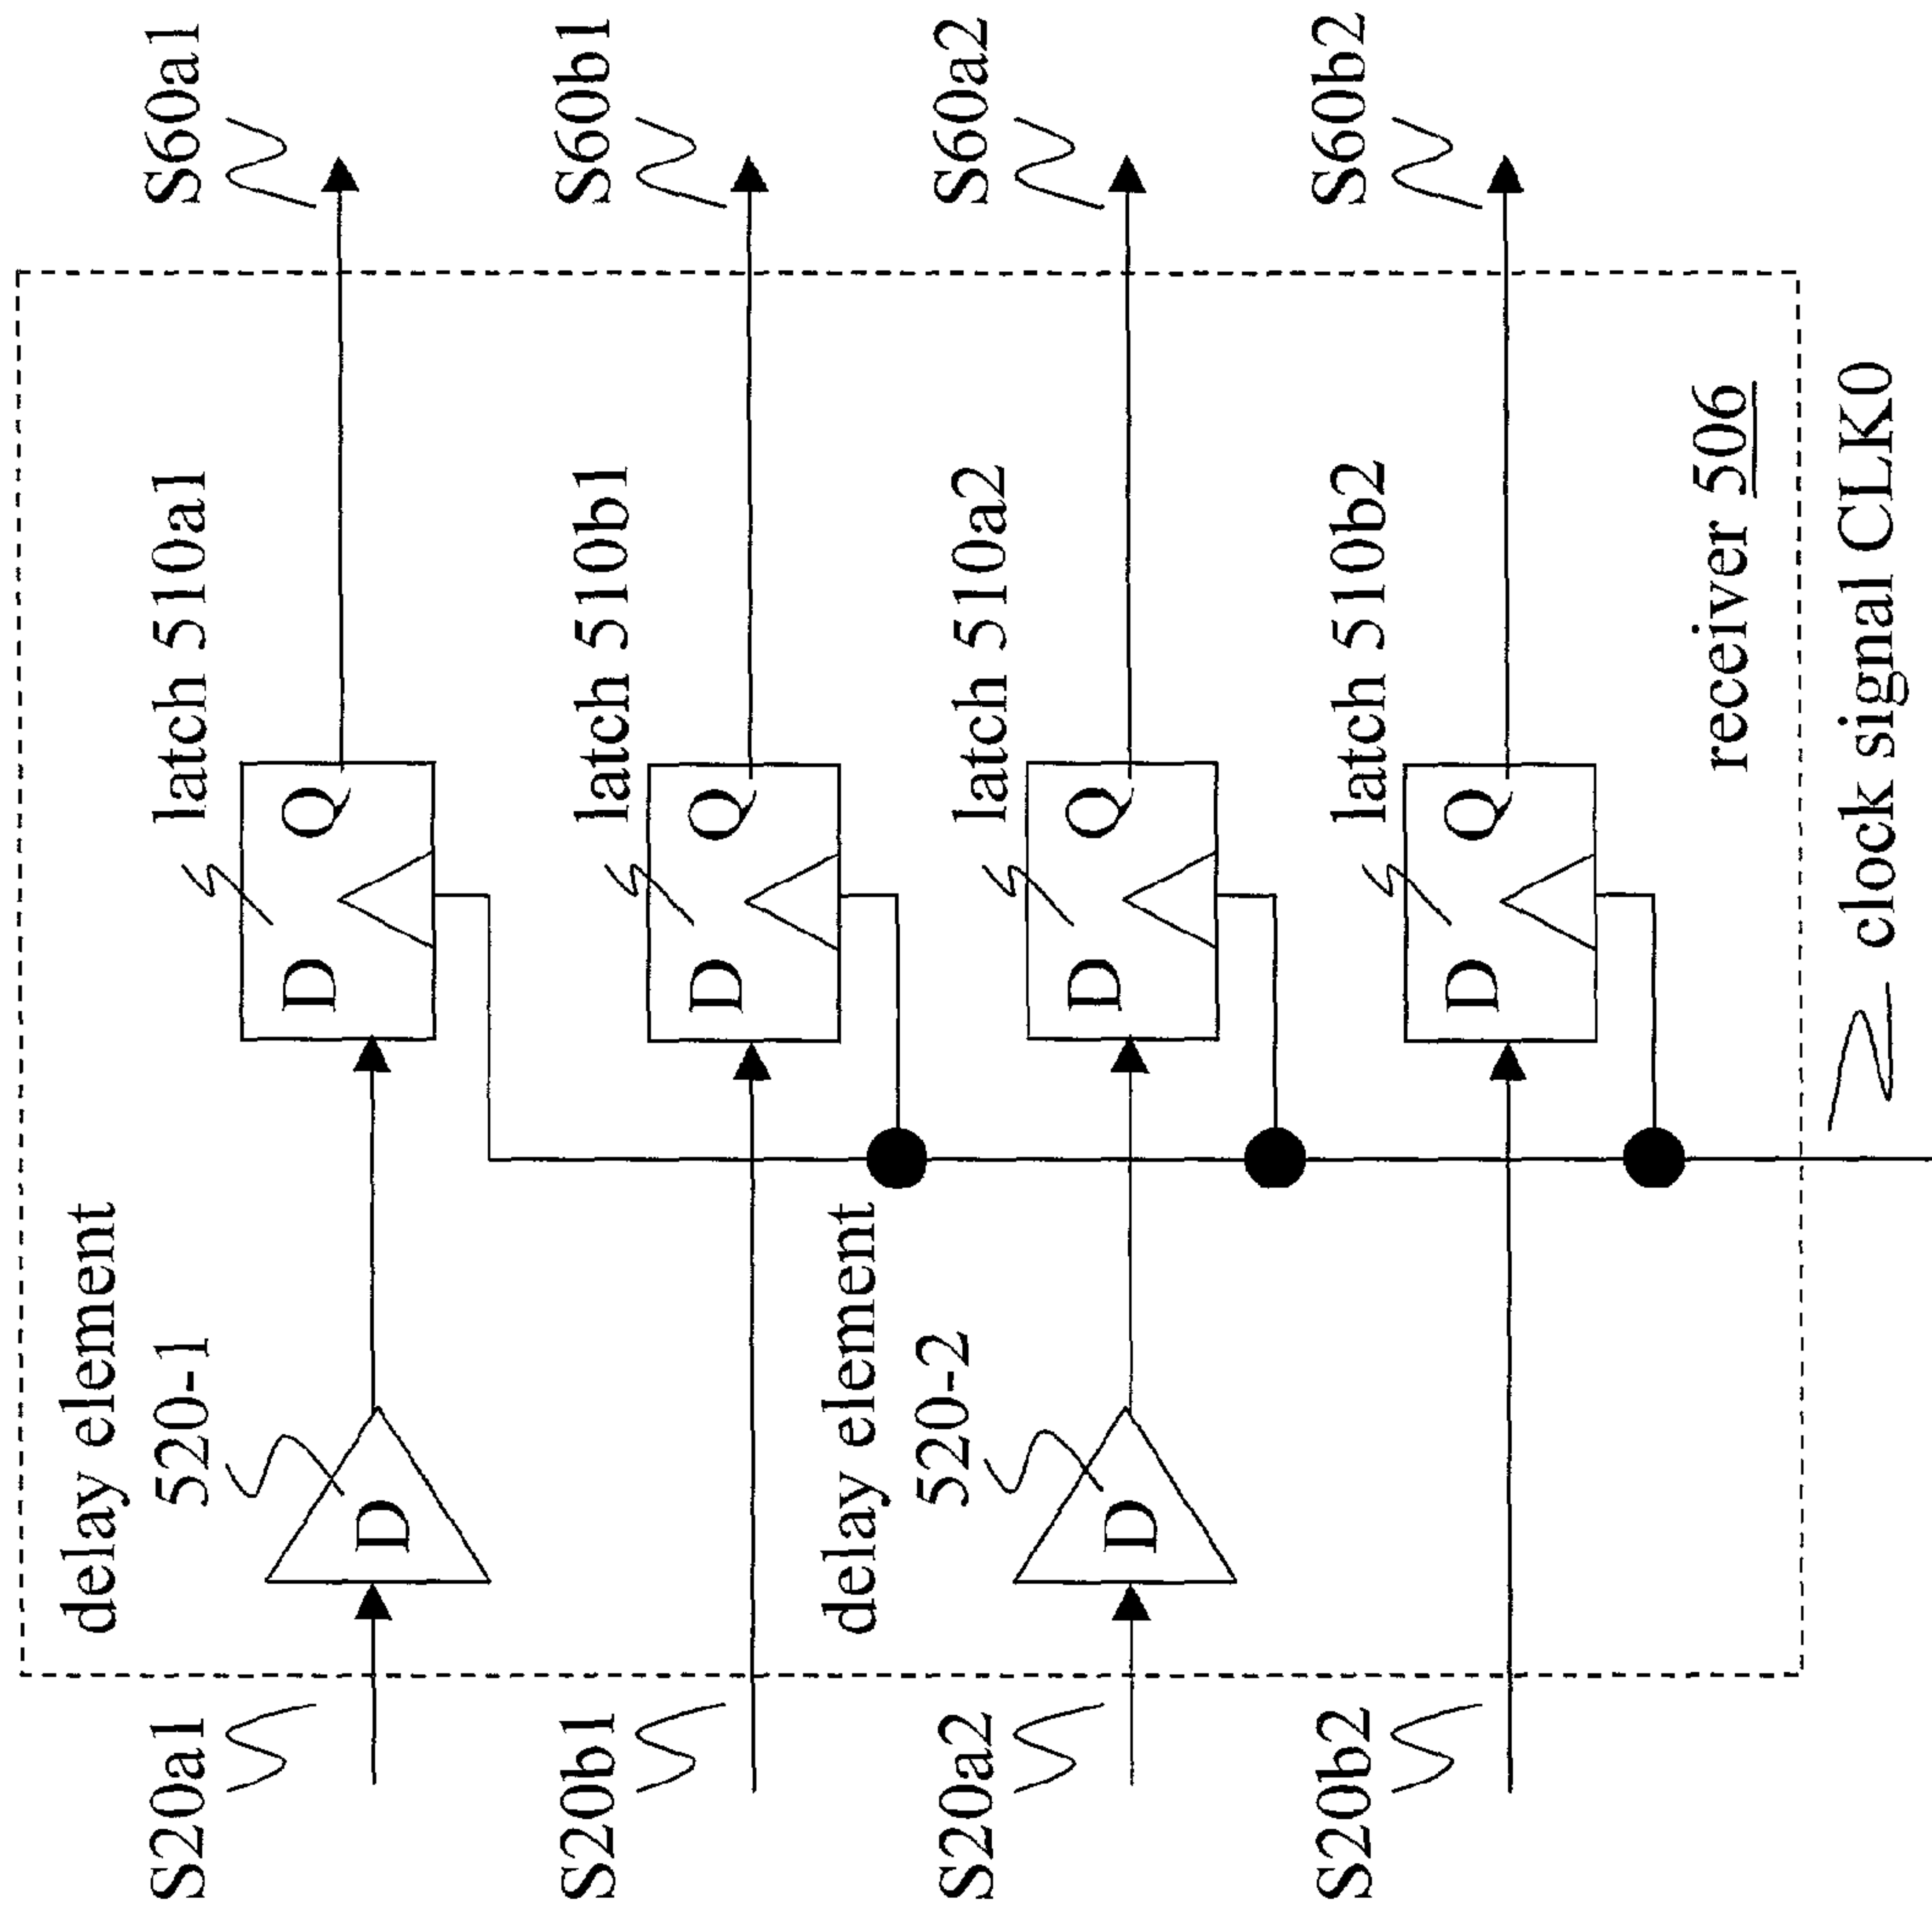 delay element
520-1
latch 510a1
S20a1
D
D
Q
S60a1
latch 510b1
S20b1
D
Q
S60b1
delay element
520-2
latch 510a2
S20a2
D
D
Q
S60a2
latch 510b2
S20b2
D
Q
S60b2
receiver 506
clock signal CLK0